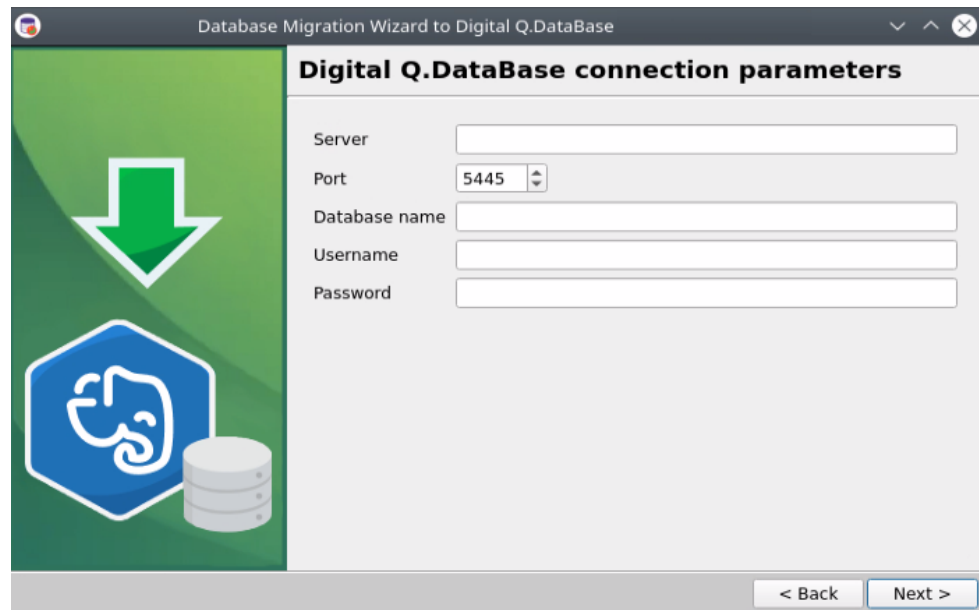 Database Migration Wizard to Digital Q.DataBase
Digital Q.DataBase connection parameters
Server
Port 5445
Database name
Username
Password
< Back Next >